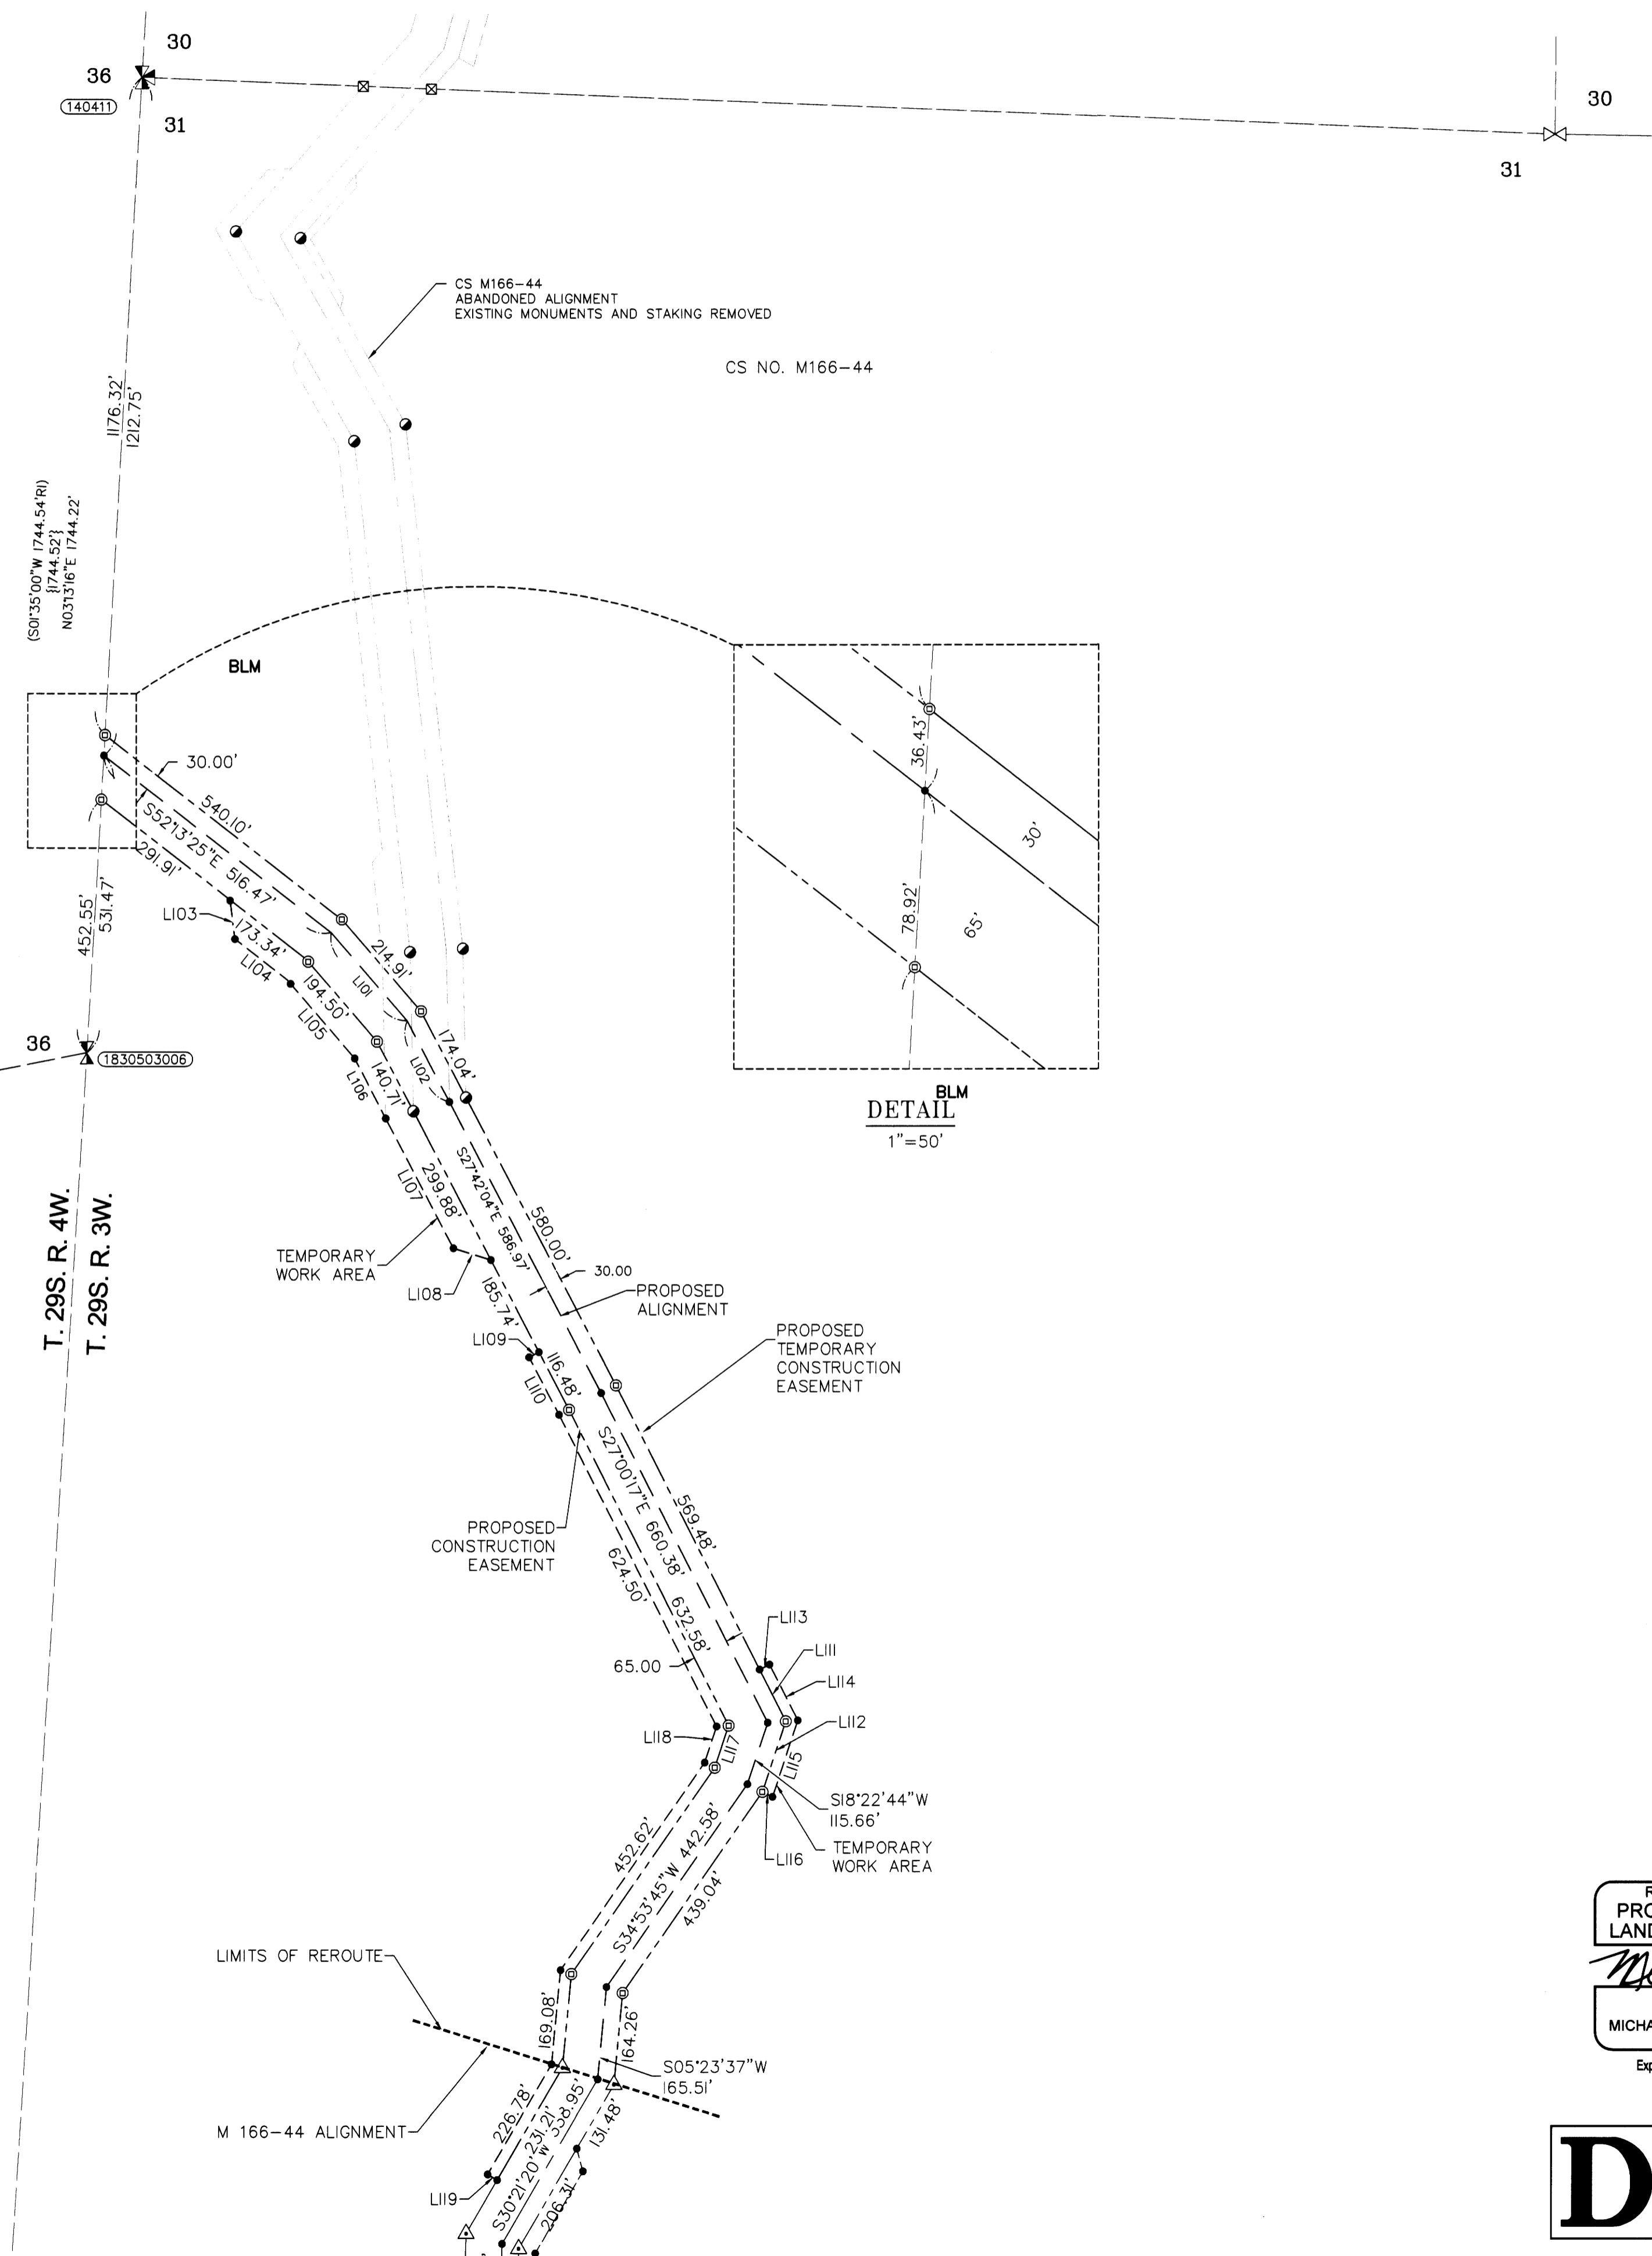 30
36
140411
31
30
31
CS M166-44
ABANDONED ALIGNMENT
EXISTING MONUMENTS AND STAKING REMOVED
CS NO. M166-44
1176.32'
1212.75'
(S01°35'00"W 1744.54'R1)
{1744.52'}
N03°13'16"E 1744.22'
BLM
30.00'
540.10'
S52°13'25"E 516.47'
291.91'
L103
173.34'
L104
194.50'
L105
L101
214.91'
452.55'
531.47'
36
1830503006
L106
140.71'
L102
174.04'
36.43'
30'
78.92'
65'
BLM
DETAIL
1"=50'
T. 29S. R. 4W.
T. 29S. R. 3W.
L107
299.88'
S27°42'04"E 586.97'
580.00'
TEMPORARY
WORK AREA
L108
185.74'
30.00
PROPOSED
ALIGNMENT
L109
116.48'
L110
PROPOSED
TEMPORARY
CONSTRUCTION
EASEMENT
S27°00'17"E 660.38'
569.48'
PROPOSED
CONSTRUCTION
EASEMENT
624.50'
632.58'
65.00
L113
L111
L114
L112
L118
L117
L115
S18°22'44"W
115.66'
TEMPORARY
WORK AREA
L116
452.62'
S34°53'45"W 442.58'
439.04'
LIMITS OF REROUTE
169.08'
164.26'
S05°23'37"W
165.51'
M 166-44 ALIGNMENT
226.78'
231.21'
S30°21'20"W 338.95'
131.48'
L119
206.31'
R
PRO
LAND
MICHA
Exp
D